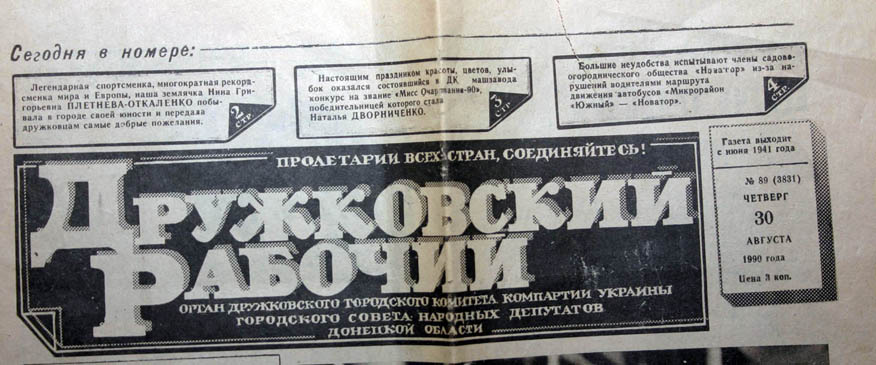 Сегодня в номере:
Легендарная спортсменка, многократная рекорд-
сменка мира и Европы, наша землячка Нина Гри-
горьевна ПЛЕТНЕВА-ОТКАЛЕНКО побы-
вала в городе своей юности и передала
дружковцам самые добрые пожелания.
2 СТР.
Настоящим праздником красоты, цветов, улы-
бок оказался состоявшийся в ДК машзавода
конкурс на звание «Мисс Очарования-90»,
победительницей которого стала
Наталья ДВОРНИЧЕНКО.
3 СТР.
Большие неудобства испытывают члены садово-
огороднического общества «Новатор» из-за на-
рушений водителями маршрута
движения автобусов «Микрорайон
«Южный» — «Новатор».
4 СТР.
ПРОЛЕТАРИИ ВСЕХ СТРАН, СОЕДИНЯЙТЕСЬ!
ДРУЖКОВСКИЙ
РАБОЧИЙ
ОРГАН ДРУЖКОВСКОГО ГОРОДСКОГО КОМИТЕТА КОМПАРТИИ УКРАИНЫ
ГОРОДСКОГО СОВЕТА НАРОДНЫХ ДЕПУТАТОВ
ДОНЕЦКОЙ ОБЛАСТИ
Газета выходит
с июня 1941 года
№ 89 (3831)
ЧЕТВЕРГ
30
АВГУСТА
1990 года
Цена 3 коп.